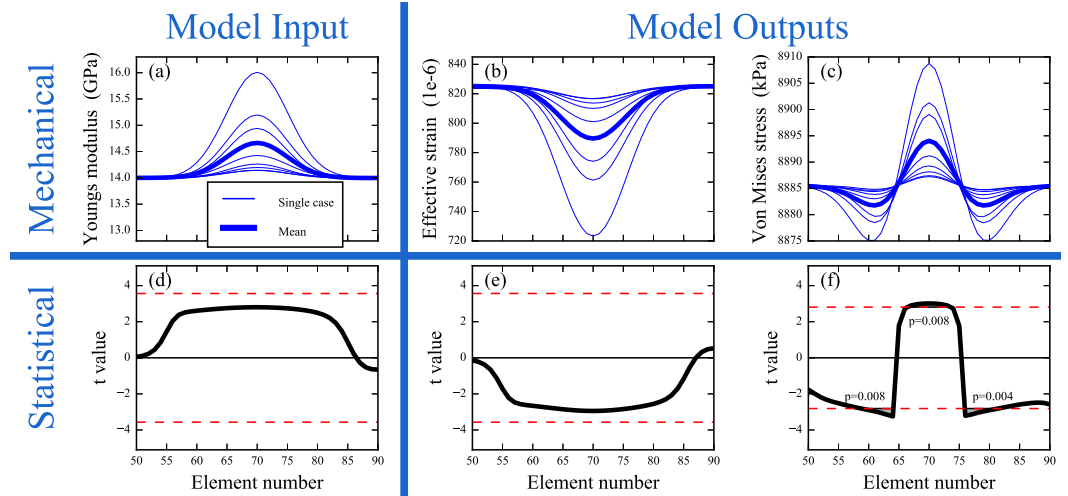 Model Input
Model Outputs
Mechanical
Statistical
(a)
Youngs modulus (GPa)
16.0
15.5
15.0
14.5
14.0
13.5
13.0
Single case
Mean
(b)
Effective strain (1e-6)
840
820
800
780
760
740
720
(c)
Von Mises stress (kPa)
8910
8905
8900
8895
8890
8885
8880
8875
(d)
t value
4
2
0
−2
−4
50 55 60 65 70 75 80 85 90
Element number
(e)
t value
4
2
0
−2
−4
50 55 60 65 70 75 80 85 90
Element number
(f)
t value
4
2
0
−2
−4
p=0.008
p=0.008
p=0.004
50 55 60 65 70 75 80 85 90
Element number